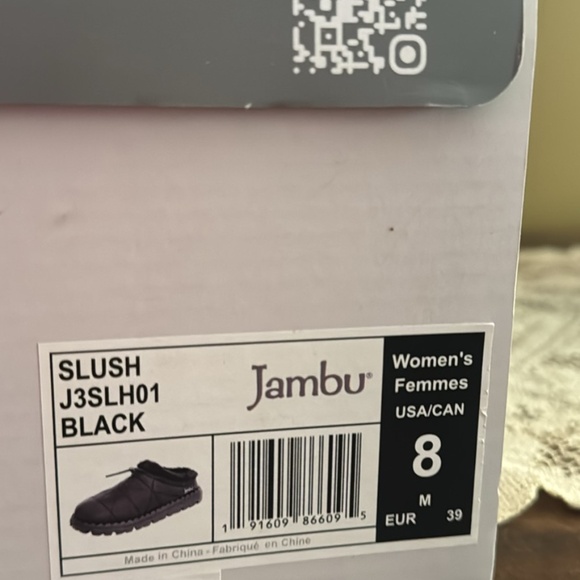 SLUSH
J3SLH01
BLACK
Jambu®
Women's
Femmes
USA/CAN
8
M
EUR 39
1 91609 86609 5
Made in China - Fabriqué en Chine